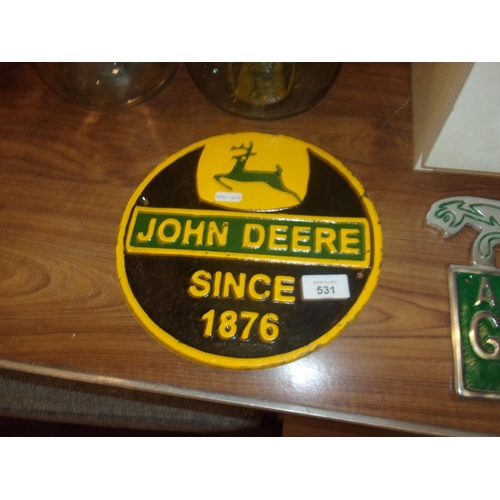 JOHN DEERE
SINCE
531
1876
A
G